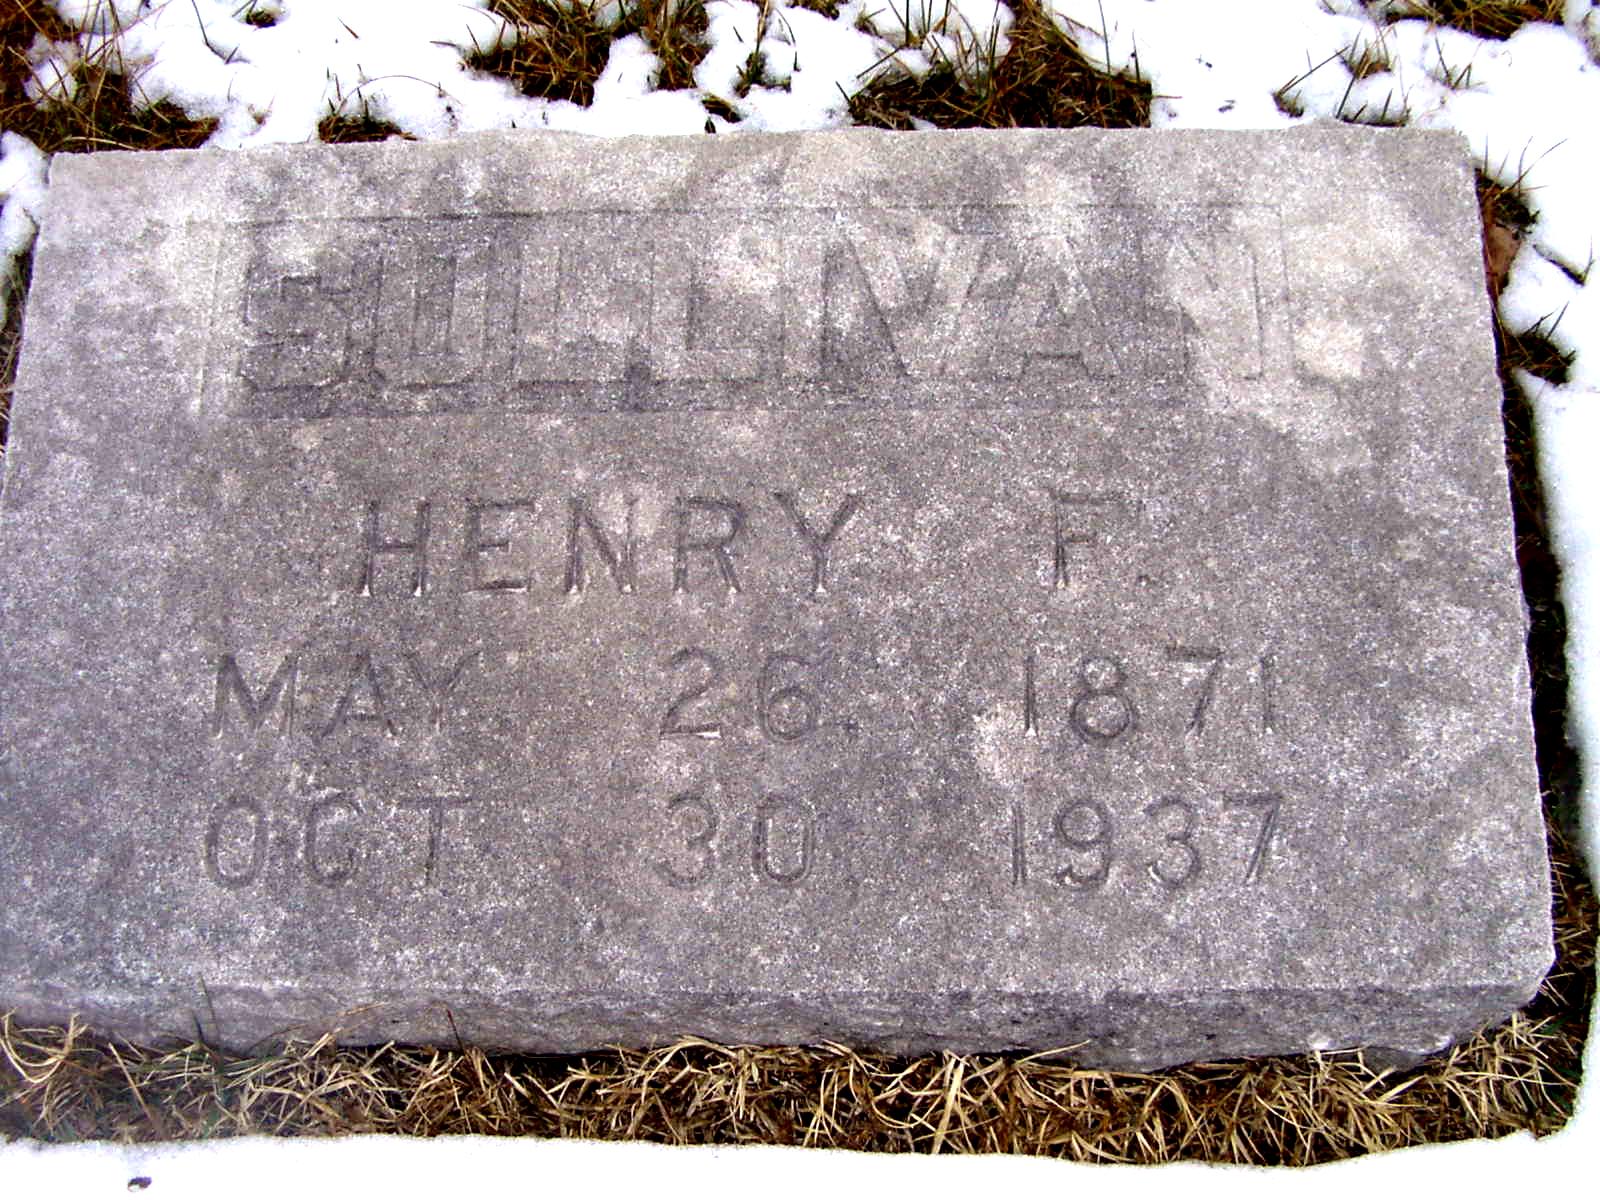 SULLIVAN
HENRY F.
MAY 26. 1871
OCT 30 1937